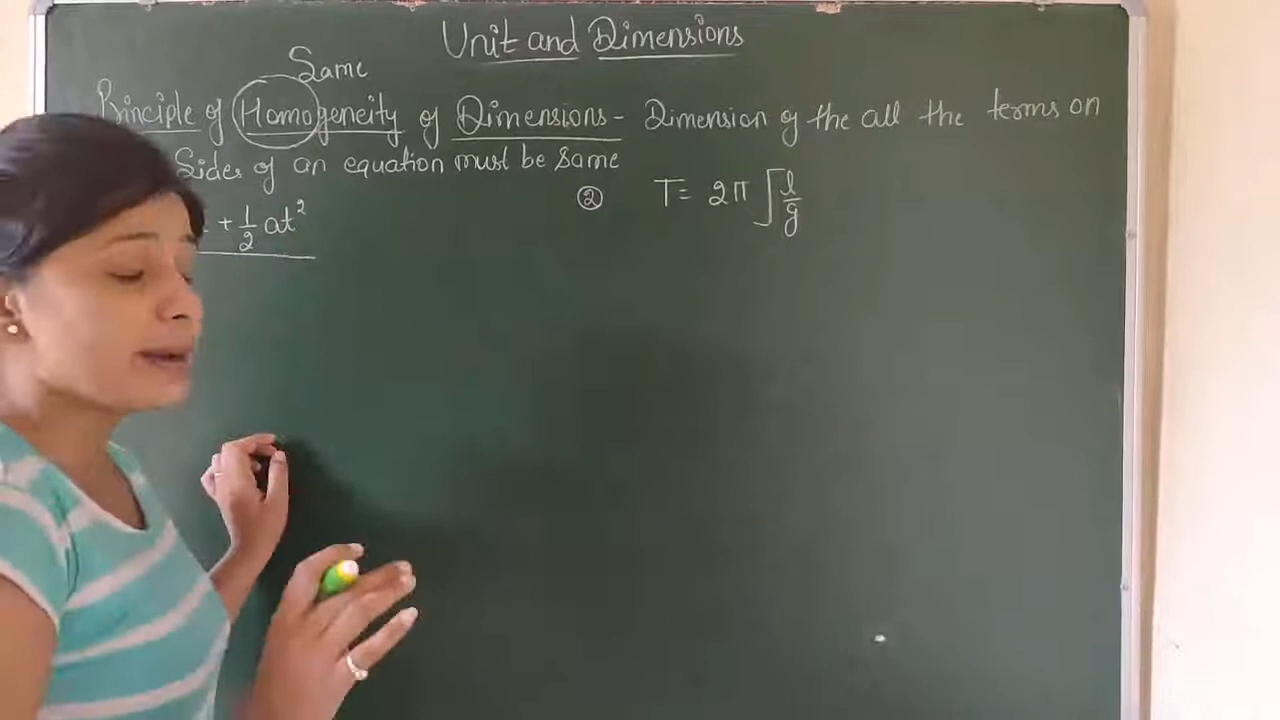 Unit and Dimensions
Same
Principle of Homogeneity of Dimensions- Dimension of the all the terms on
Sides of an equation must be same
+ 1/2 at²
② T = 2π √(l/g)